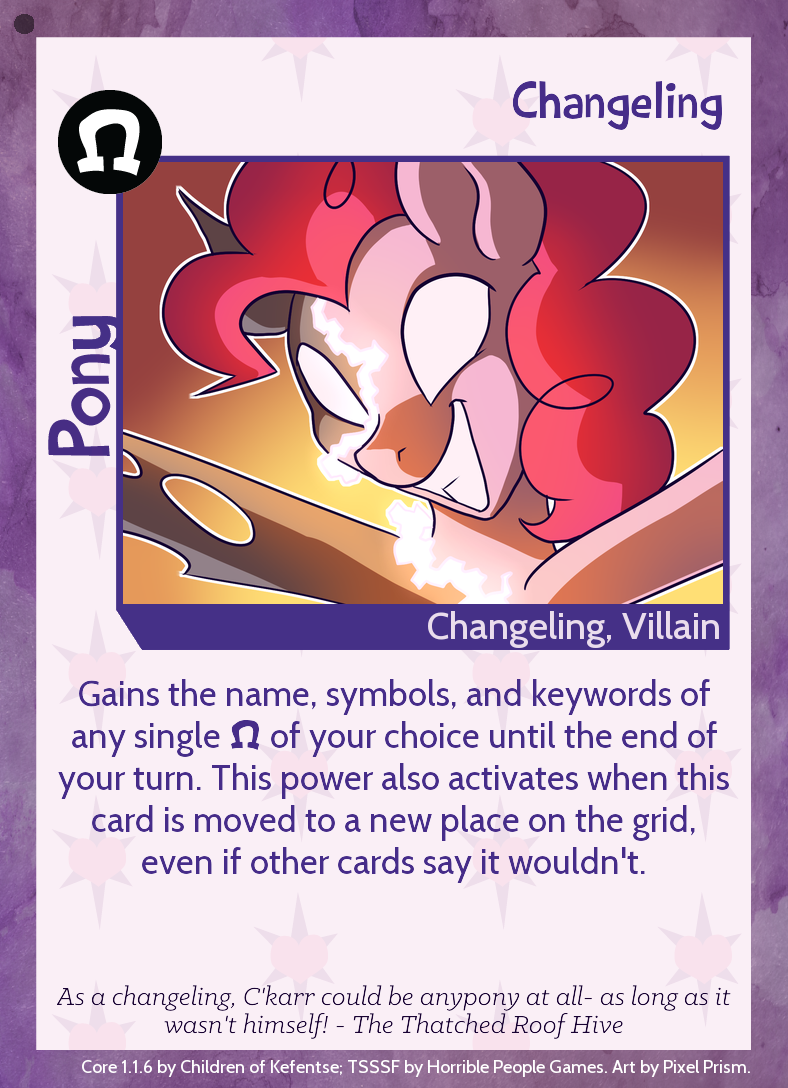 Changeling
Ω
Pony
Changeling, Villain
Gains the name, symbols, and keywords of
any single Ω of your choice until the end of
your turn. This power also activates when this
card is moved to a new place on the grid,
even if other cards say it wouldn't.
As a changeling, C'karr could be anypony at all- as long as it
wasn't himself! - The Thatched Roof Hive
Core 1.1.6 by Children of Kefentse; TSSSF by Horrible People Games. Art by Pixel Prism.